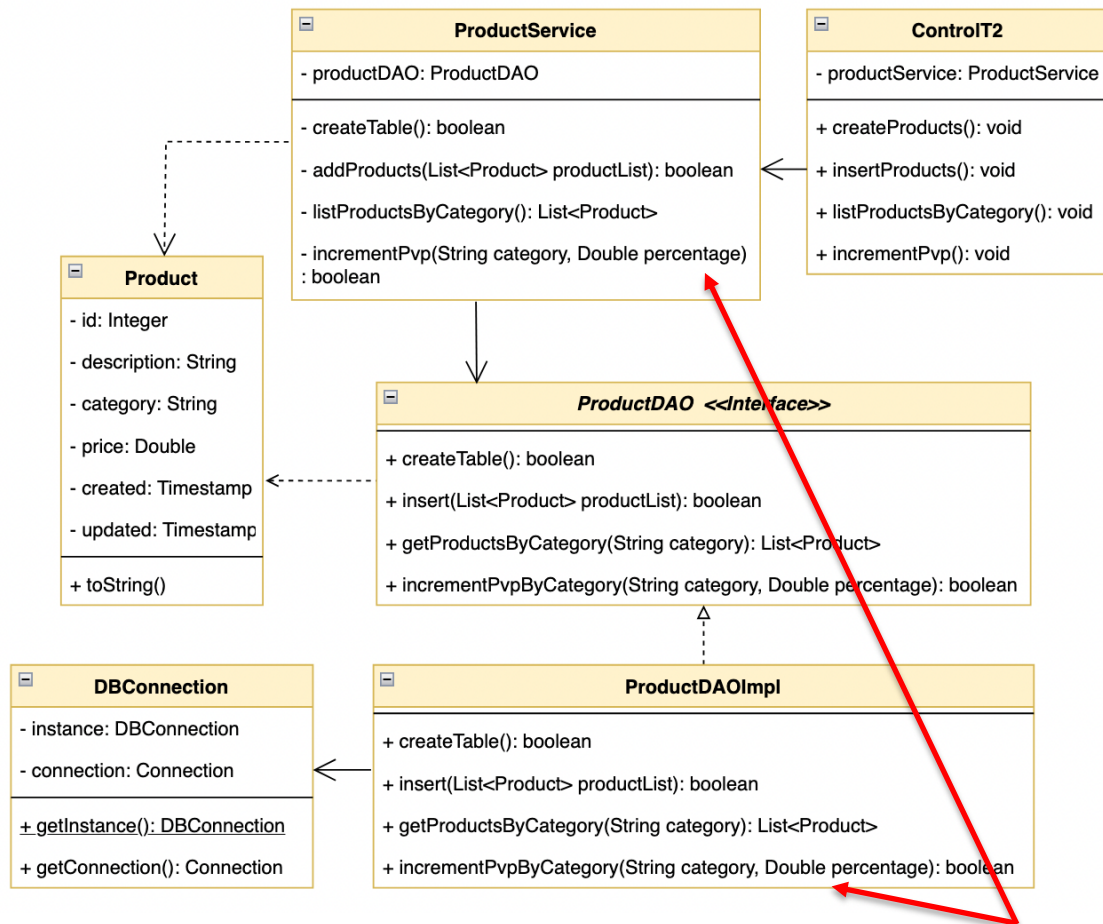 ProductService
- productDAO: ProductDAO
- createTable(): boolean
- addProducts(List<Product> productList): boolean
- listProductsByCategory(): List<Product>
- incrementPvp(String category, Double percentage)
: boolean
ControlT2
- productService: ProductService
+ createProducts(): void
+ insertProducts(): void
+ listProductsByCategory(): void
+ incrementPvp(): void
Product
- id: Integer
- description: String
- category: String
- price: Double
- created: Timestamp
- updated: Timestamp
+ toString()
ProductDAO <<Interface>>
+ createTable(): boolean
+ insert(List<Product> productList): boolean
+ getProductsByCategory(String category): List<Product>
+ incrementPvpByCategory(String category, Double percentage): boolean
DBConnection
- instance: DBConnection
- connection: Connection
+ getInstance(): DBConnection
+ getConnection(): Connection
ProductDAOImpl
+ createTable(): boolean
+ insert(List<Product> productList): boolean
+ getProductsByCategory(String category): List<Product>
+ incrementPvpByCategory(String category, Double percentage): boolean